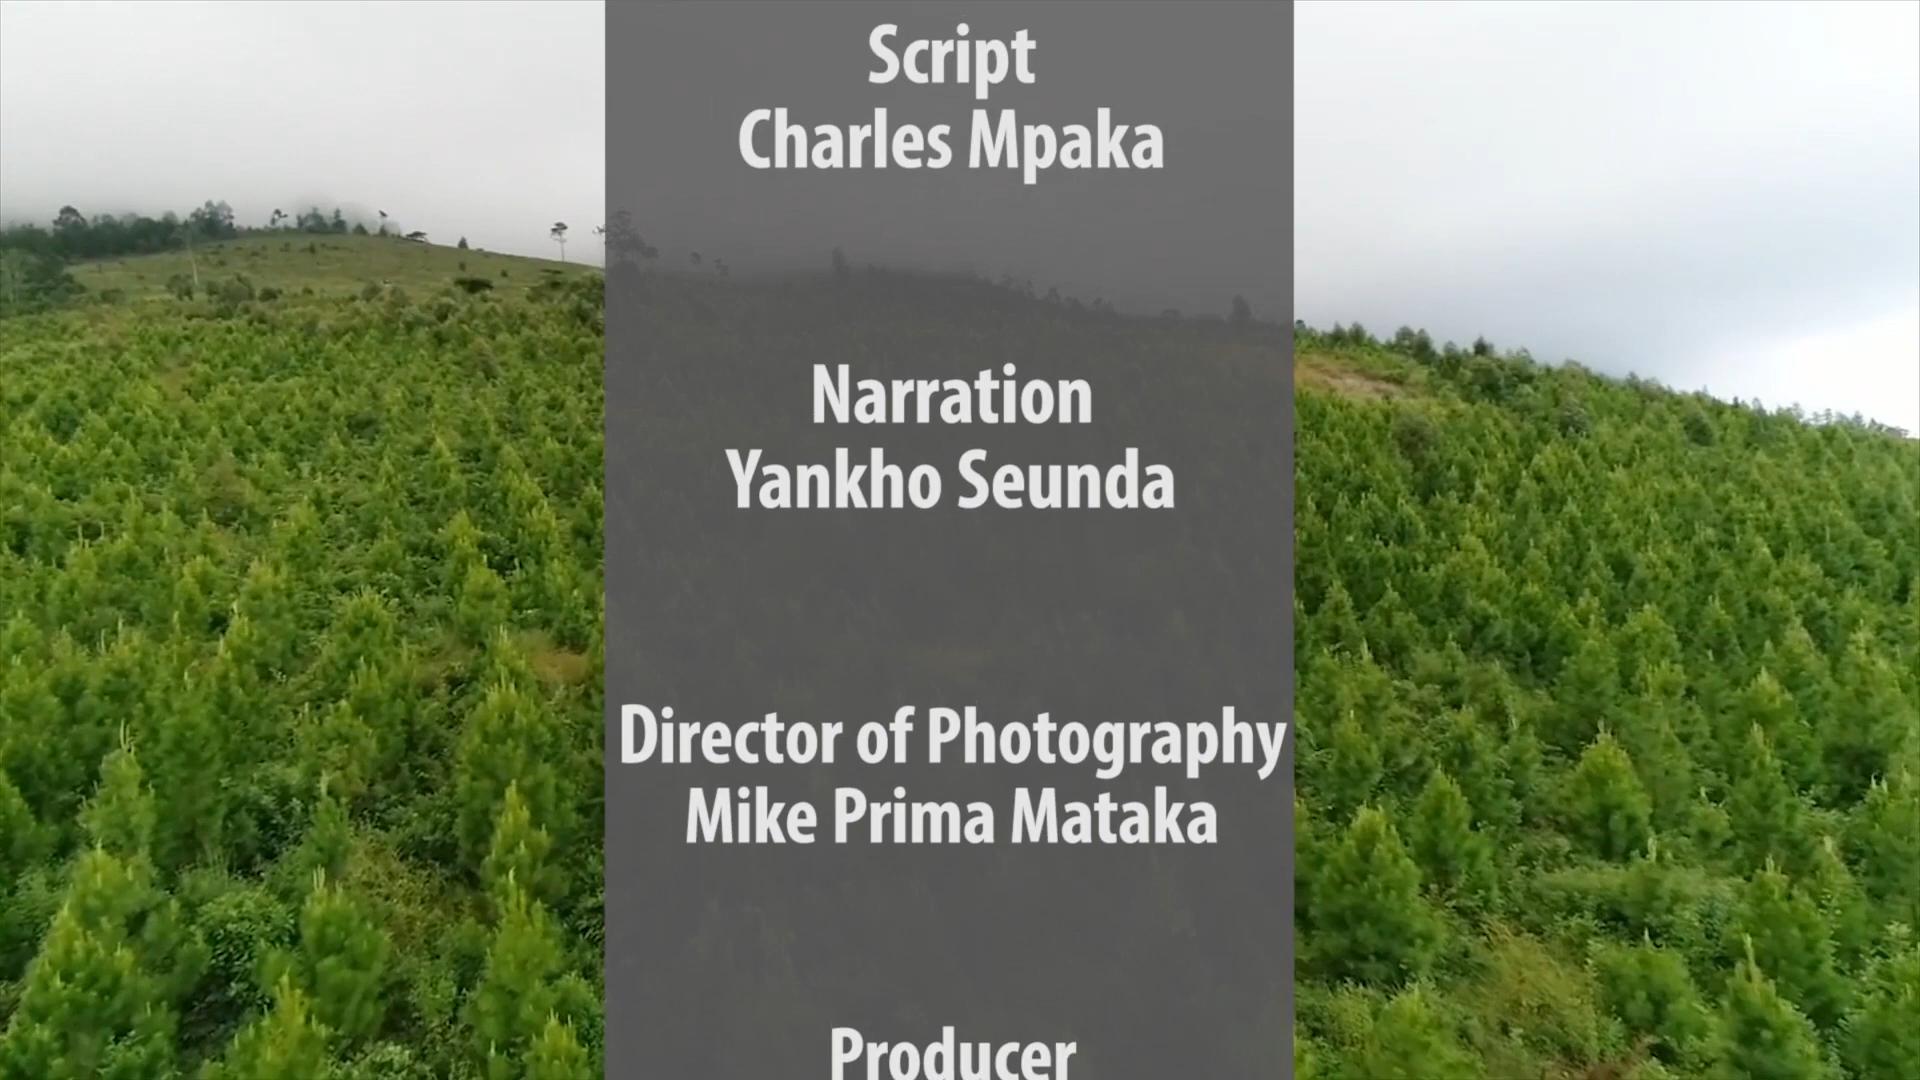 Script
Charles Mpaka
Narration
Yankho Seunda
Director of Photography
Mike Prima Mataka
Producer